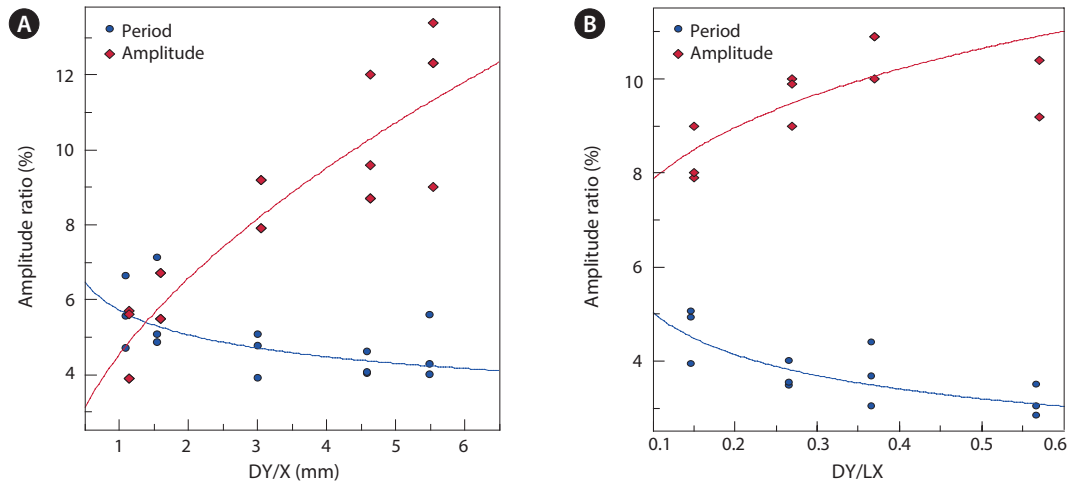 A
Period
Amplitude
12
10
8
6
4
Amplitude ratio (%)
1 2 3 4 5 6
DY/X (mm)
B
Period
Amplitude
10
8
6
4
Amplitude ratio (%)
0.1 0.2 0.3 0.4 0.5 0.6
DY/LX